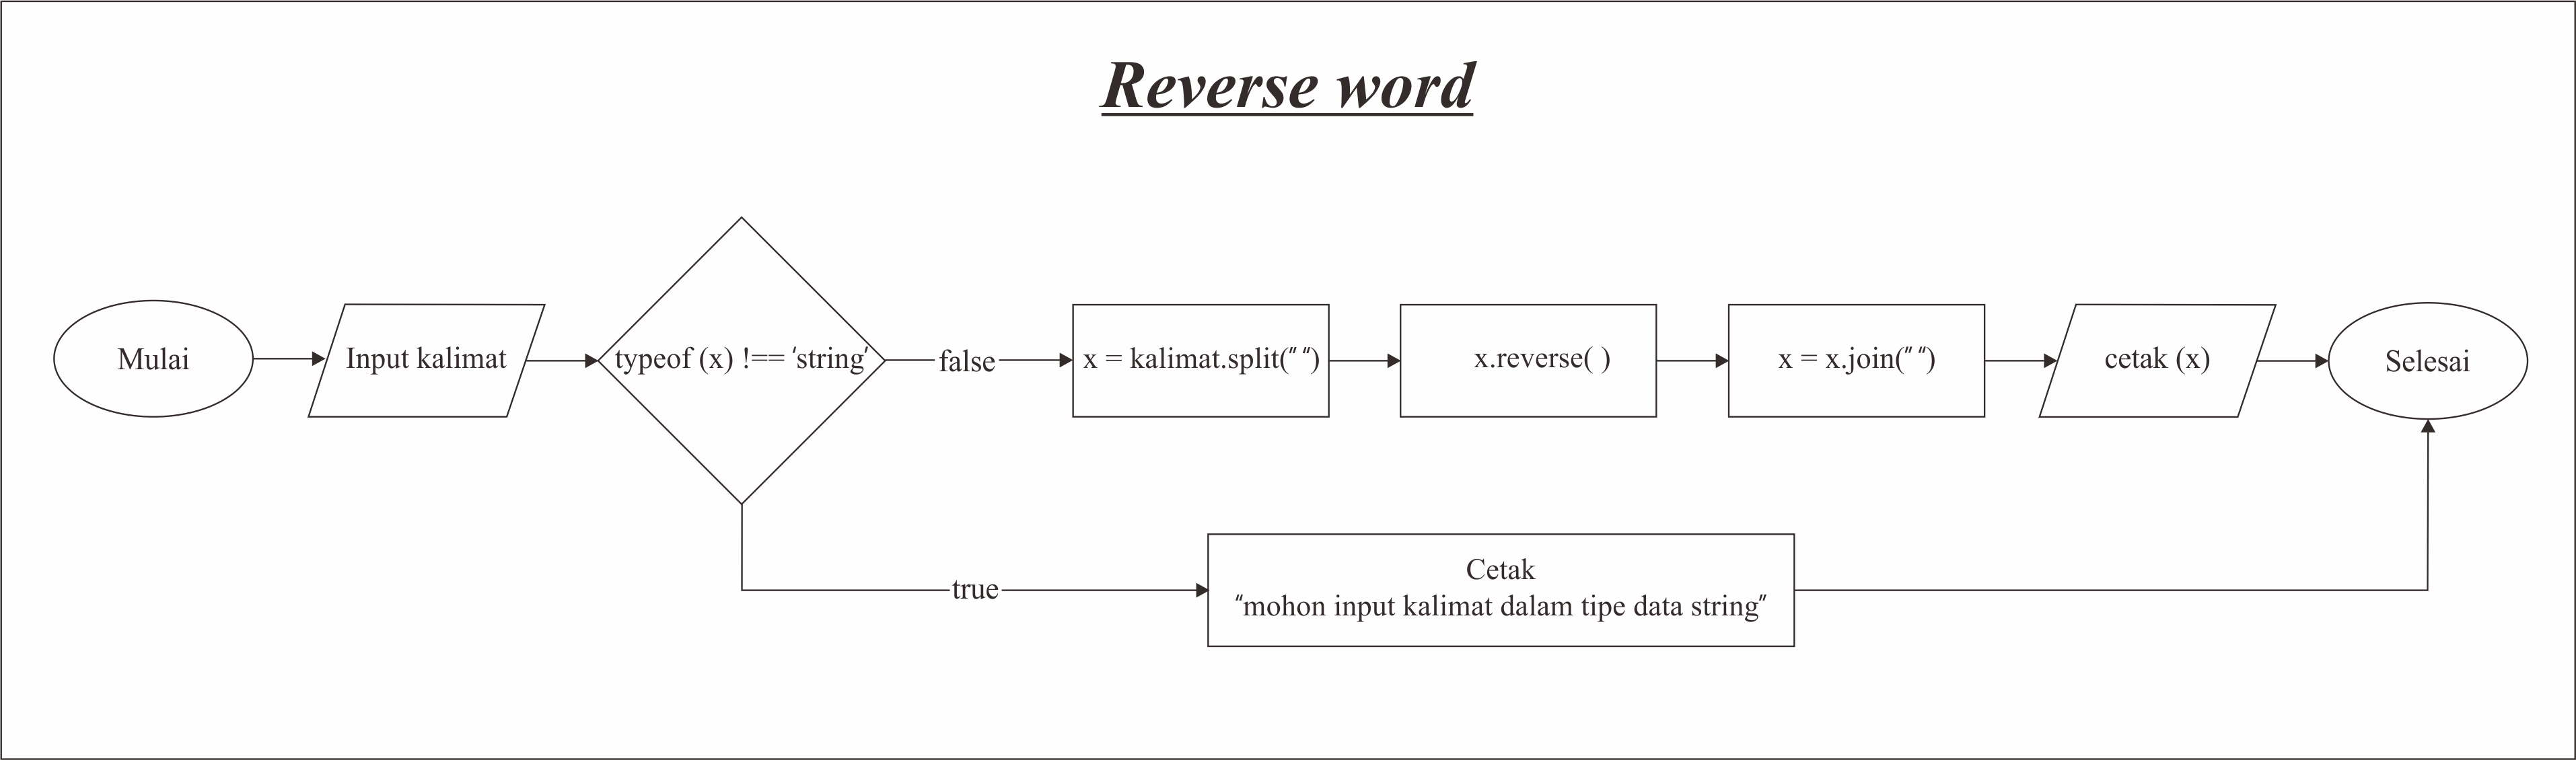 Reverse word
Mulai
Input kalimat
typeof (x) !== 'string'
false
x = kalimat.split(" ")
x.reverse( )
x = x.join(" ")
cetak (x)
Selesai
true
Cetak
"mohon input kalimat dalam tipe data string"